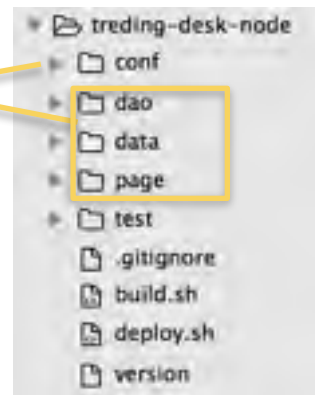 treding-desk-node
conf
dao
data
page
test
.gitignore
build.sh
deploy.sh
version